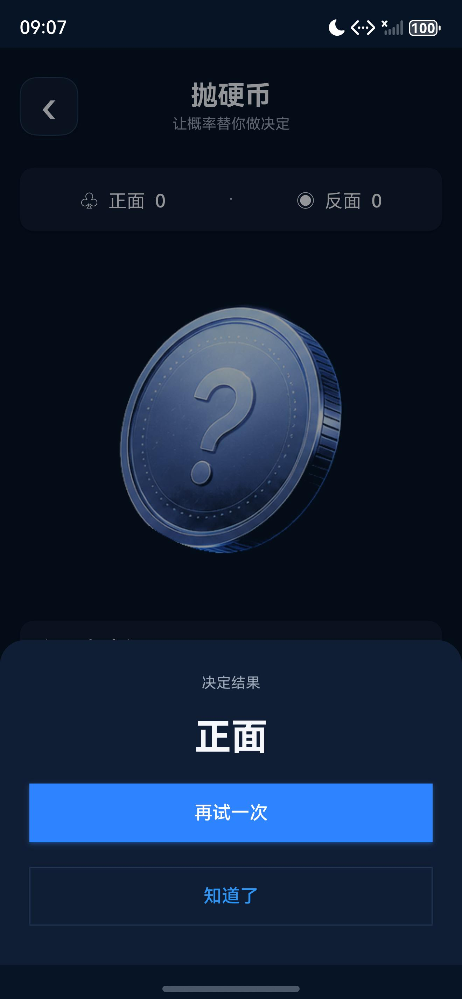 09:07
100
抛硬币
让概率替你做决定
正面 0 · 反面 0
?
决定结果
正面
再试一次
知道了